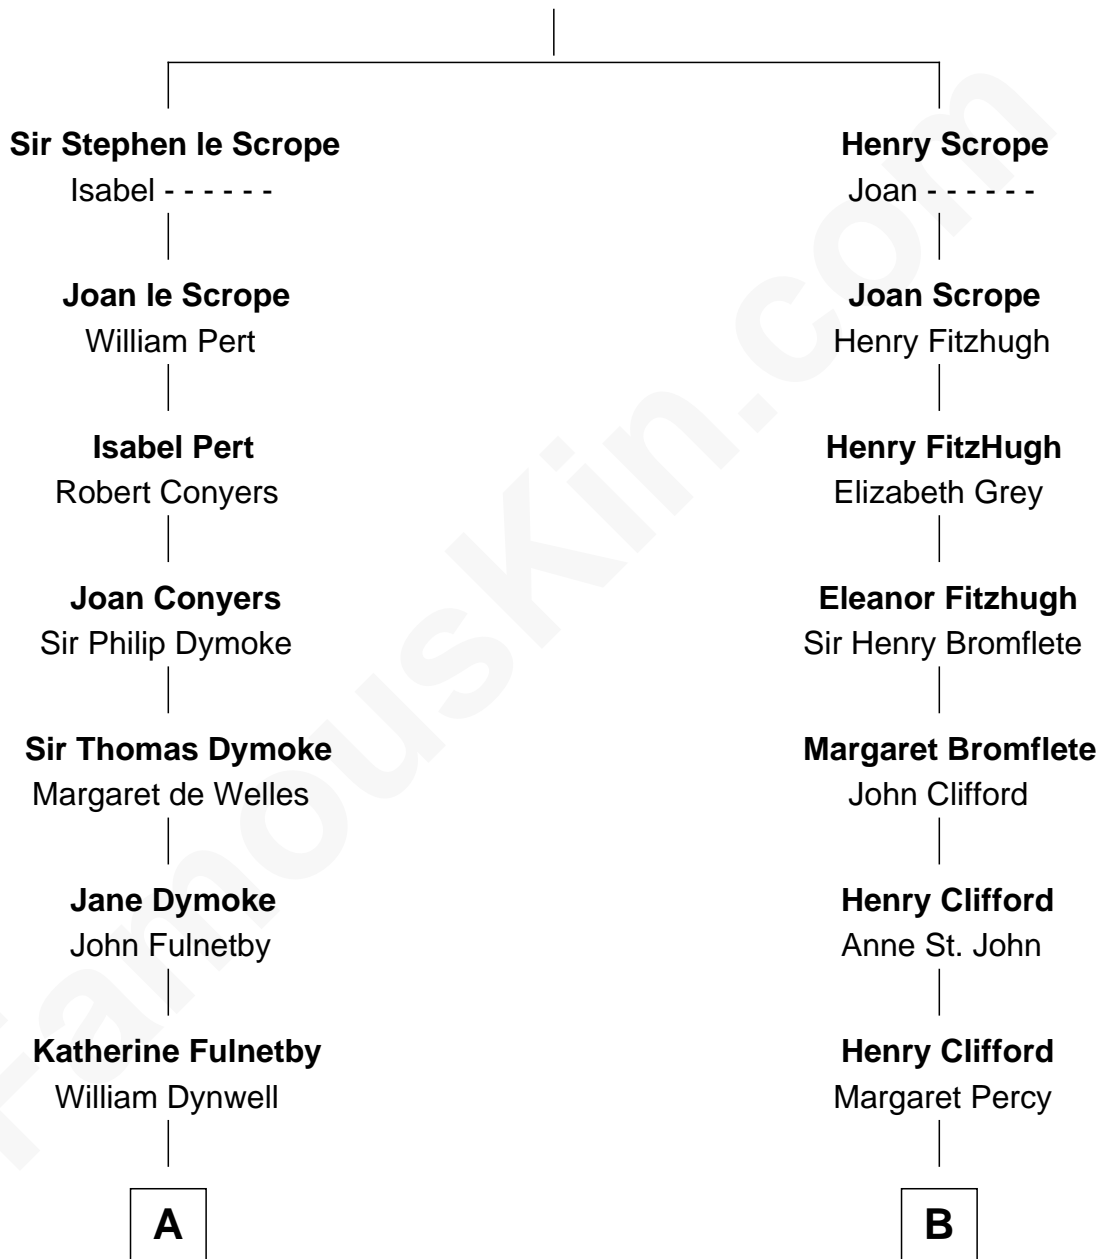 Sir Stephen le Scrope
Isabel - - - - - -
Joan le Scrope
William Pert
Isabel Pert
Robert Conyers
Joan Conyers
Sir Philip Dymoke
Sir Thomas Dymoke
Margaret de Welles
Jane Dymoke
John Fulnetby
Katherine Fulnetby
William Dynwell
A
Henry Scrope
Joan - - - - - -
Joan Scrope
Henry Fitzhugh
Henry FitzHugh
Elizabeth Grey
Eleanor Fitzhugh
Sir Henry Bromflete
Margaret Bromflete
John Clifford
Henry Clifford
Anne St. John
Henry Clifford
Margaret Percy
B
FamousKin.com